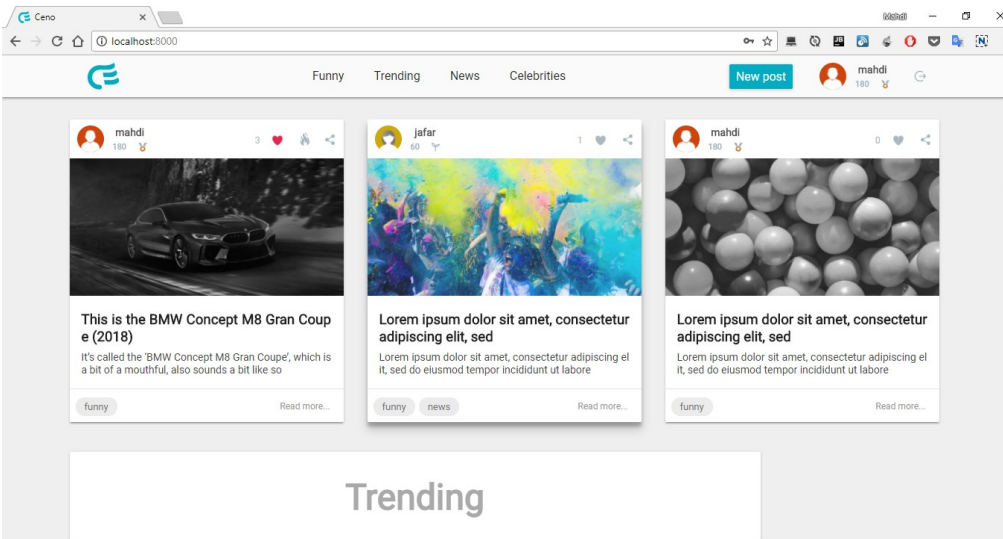 Ceno
Mahdi
localhost:8000
Funny Trending News Celebrities
New post
mahdi
180
mahdi
180
3
This is the BMW Concept M8 Gran Coup
e (2018)
It's called the 'BMW Concept M8 Gran Coupe', which is
a bit of a mouthful, also sounds a bit like so
funny
Read more...
jafar
60
1
Lorem ipsum dolor sit amet, consectetur
adipiscing elit, sed
Lorem ipsum dolor sit amet, consectetur adipiscing el
it, sed do eiusmod tempor incididunt ut labore
funny news
Read more...
mahdi
180
0
Lorem ipsum dolor sit amet, consectetur
adipiscing elit, sed
Lorem ipsum dolor sit amet, consectetur adipiscing el
it, sed do eiusmod tempor incididunt ut labore
funny
Read more...
Trending